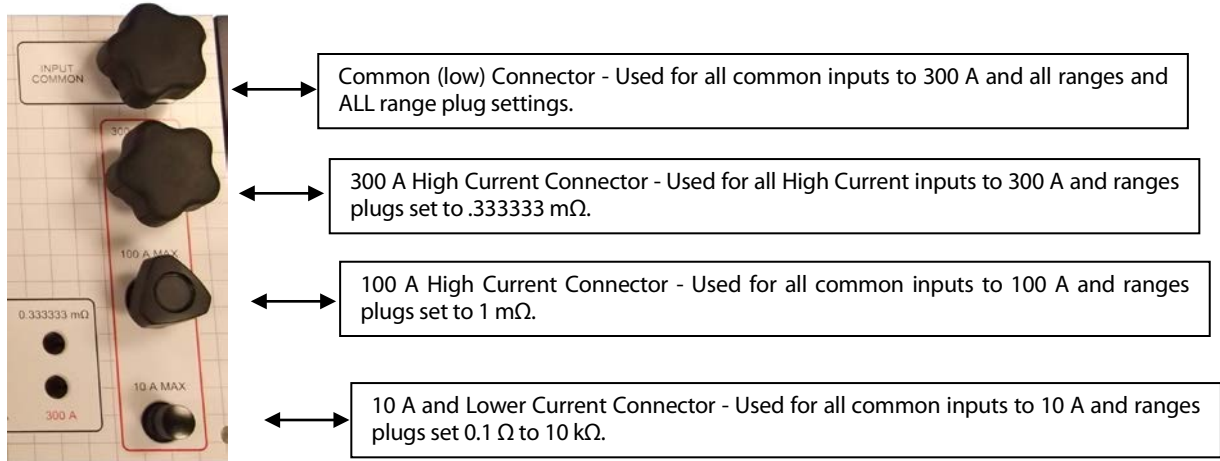 INPUT
COMMON
Common (low) Connector - Used for all common inputs to 300 A and all ranges and
ALL range plug settings.
300
300 A High Current Connector - Used for all High Current inputs to 300 A and ranges
plugs set to .333333 mΩ.
100 A MAX
100 A High Current Connector - Used for all common inputs to 100 A and ranges
plugs set to 1 mΩ.
0.333333 mΩ
300 A
10 A MAX
10 A and Lower Current Connector - Used for all common inputs to 10 A and ranges
plugs set 0.1 Ω to 10 kΩ.